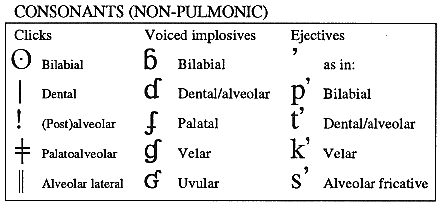 CONSONANTS (NON-PULMONIC)
Clicks Voiced implosives Ejectives
ʘ Bilabial ɓ Bilabial ʼ as in:
ǀ Dental ɗ Dental/alveolar pʼ Bilabial
ǃ (Post)alveolar ʄ Palatal tʼ Dental/alveolar
ǂ Palatoalveolar ɠ Velar kʼ Velar
ǁ Alveolar lateral ʛ Uvular sʼ Alveolar fricative